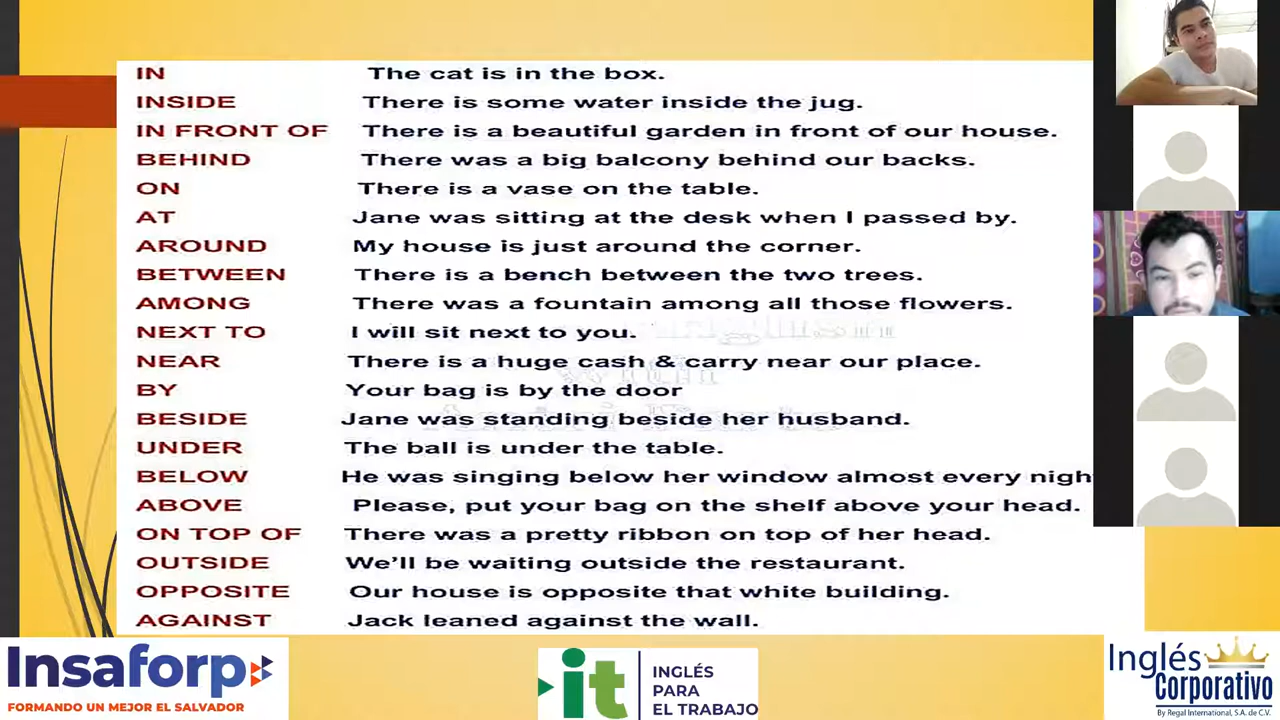 IN The cat is in the box.
INSIDE There is some water inside the jug.
IN FRONT OF There is a beautiful garden in front of our house.
BEHIND There was a big balcony behind our backs.
ON There is a vase on the table.
AT Jane was sitting at the desk when I passed by.
AROUND My house is just around the corner.
BETWEEN There is a bench between the two trees.
AMONG There was a fountain among all those flowers.
NEXT TO I will sit next to you.
NEAR There is a huge cash & carry near our place.
BY Your bag is by the door
BESIDE Jane was standing beside her husband.
UNDER The ball is under the table.
BELOW He was singing below her window almost every nigh
ABOVE Please, put your bag on the shelf above your head.
ON TOP OF There was a pretty ribbon on top of her head.
OUTSIDE We'll be waiting outside the restaurant.
OPPOSITE Our house is opposite that white building.
AGAINST Jack leaned against the wall.
Insaforp
FORMANDO UN MEJOR EL SALVADOR
it
INGLÉS
PARA
EL TRABAJO
Inglés
Corporativo
By Regal International, S.A. de C.V.